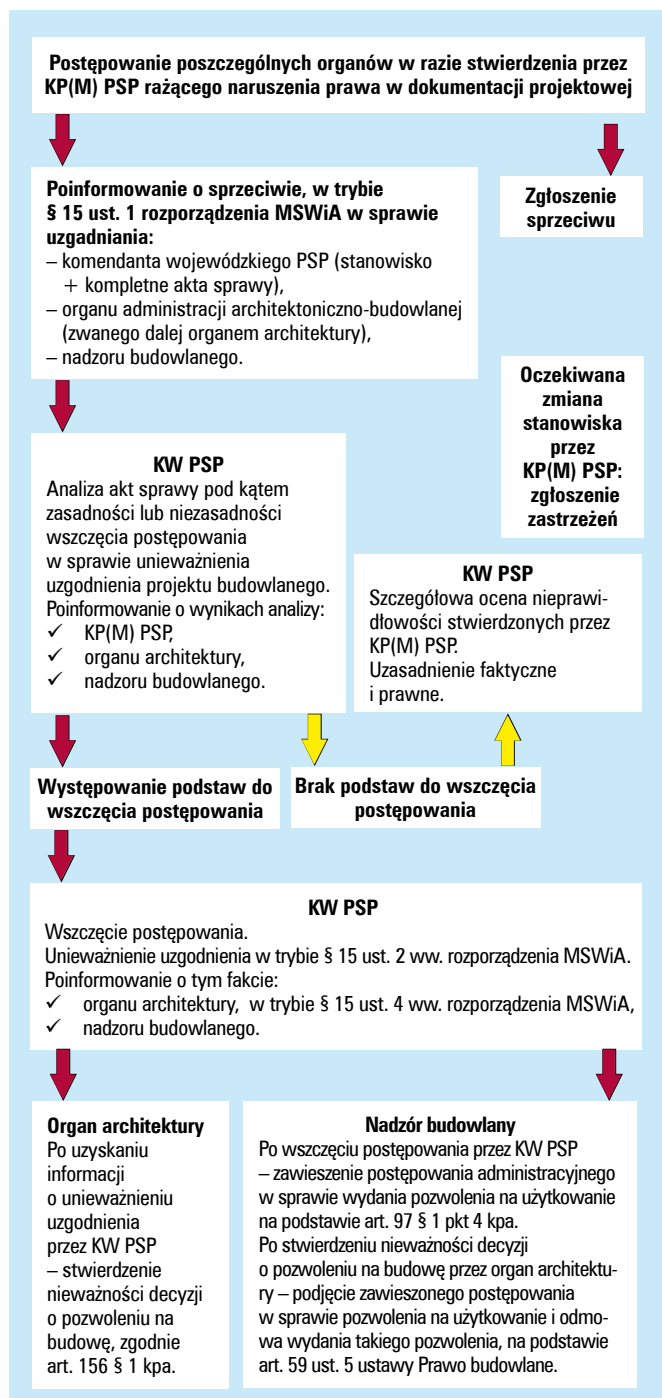 Postępowanie poszczególnych organów w razie stwierdzenia przez
KP(M) PSP rażącego naruszenia prawa w dokumentacji projektowej
Poinformowanie o sprzeciwie, w trybie
§ 15 ust. 1 rozporządzenia MSWiA w sprawie
uzgadniania:
– komendanta wojewódzkiego PSP (stanowisko
+ kompletne akta sprawy),
– organu administracji architektoniczno-budowlanej
(zwanego dalej organem architektury),
– nadzoru budowlanego.
Zgłoszenie
sprzeciwu
Oczekiwana
zmiana
stanowiska
przez
KP(M) PSP:
zgłoszenie
zastrzeżeń
KW PSP
Analiza akt sprawy pod kątem
zasadności lub niezasadności
wszczęcia postępowania
w sprawie unieważnienia
uzgodnienia projektu budowlanego.
Poinformowanie o wynikach analizy:
✓ KP(M) PSP,
✓ organu architektury,
✓ nadzoru budowlanego.
KW PSP
Szczegółowa ocena nieprawi-
dłowości stwierdzonych przez
KP(M) PSP.
Uzasadnienie faktyczne
i prawne.
Występowanie podstaw do
wszczęcia postępowania
Brak podstaw do wszczęcia
postępowania
KW PSP
Wszczęcie postępowania.
Unieważnienie uzgodnienia w trybie § 15 ust. 2 ww. rozporządzenia MSWiA.
Poinformowanie o tym fakcie:
✓ organu architektury, w trybie § 15 ust. 4 ww. rozporządzenia MSWiA,
✓ nadzoru budowlanego.
Organ architektury
Po uzyskaniu
informacji
o unieważnieniu
uzgodnienia
przez KW PSP
– stwierdzenie
nieważności decyzji
o pozwoleniu na
budowę, zgodnie
art. 156 § 1 kpa.
Nadzór budowlany
Po wszczęciu postępowania przez KW PSP
– zawieszenie postępowania administracyjnego
w sprawie wydania pozwolenia na użytkowanie
na podstawie art. 97 § 1 pkt 4 kpa.
Po stwierdzeniu nieważności decyzji
o pozwoleniu na budowę przez organ architektu-
ry – podjęcie zawieszonego postępowania
w sprawie pozwolenia na użytkowanie i odmo-
wa wydania takiego pozwolenia, na podstawie
art. 59 ust. 5 ustawy Prawo budowlane.